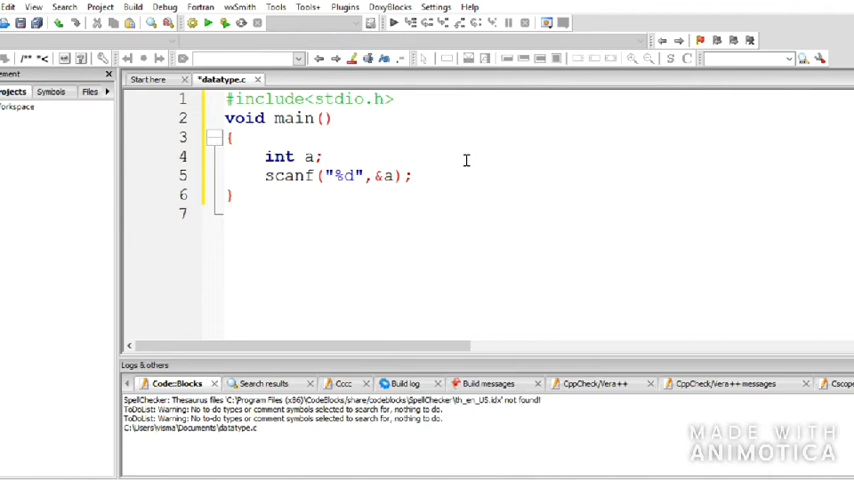 Edit View Search Project Build Debug Fortran wxSmith Tools Tools+ Plugins DoxyBlocks Settings Help
/** *<
S C
ement
Start here *datatype.c
rojects Symbols Files
orkspace
1 #include<stdio.h>
2 void main()
3 {
4 int a;
5 scanf("%d",&a);
6 }
7
Logs & others
Code::Blocks Search results Cccc Build log Build messages CppCheck/Vera++ CppCheck/Vera++ messages Cscope
SpellChecker: Thesaurus files 'C:\Program Files (x86)\CodeBlocks/share/codeblocks\SpellChecker\th_en_US.idx' not found!
ToDoList: Warning: No to-do types or comment symbols selected to search for, nothing to do.
ToDoList: Warning: No to-do types or comment symbols selected to search for, nothing to do.
C:\Users\visma\Documents\datatype.c
MADE WITH
ANIMOTICA